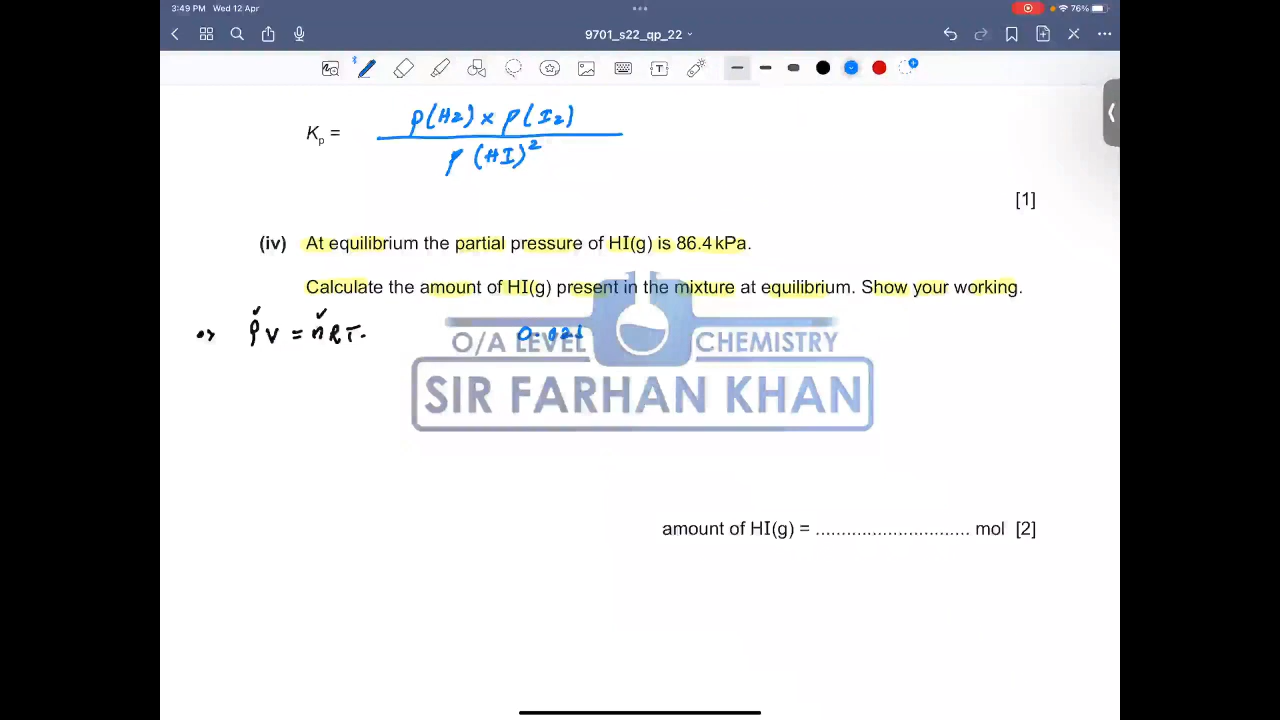 3:49 PM Wed 12 Apr
76%
9701_s22_qp_22
Kp = p(H2) × p(I2)
p(HI)²
[1]
(iv) At equilibrium the partial pressure of HI(g) is 86.4 kPa.
Calculate the amount of HI(g) present in the mixture at equilibrium. Show your working.
PV = nRT.
O/A LEVEL CHEMISTRY
SIR FARHAN KHAN
amount of HI(g) = ............................. mol [2]